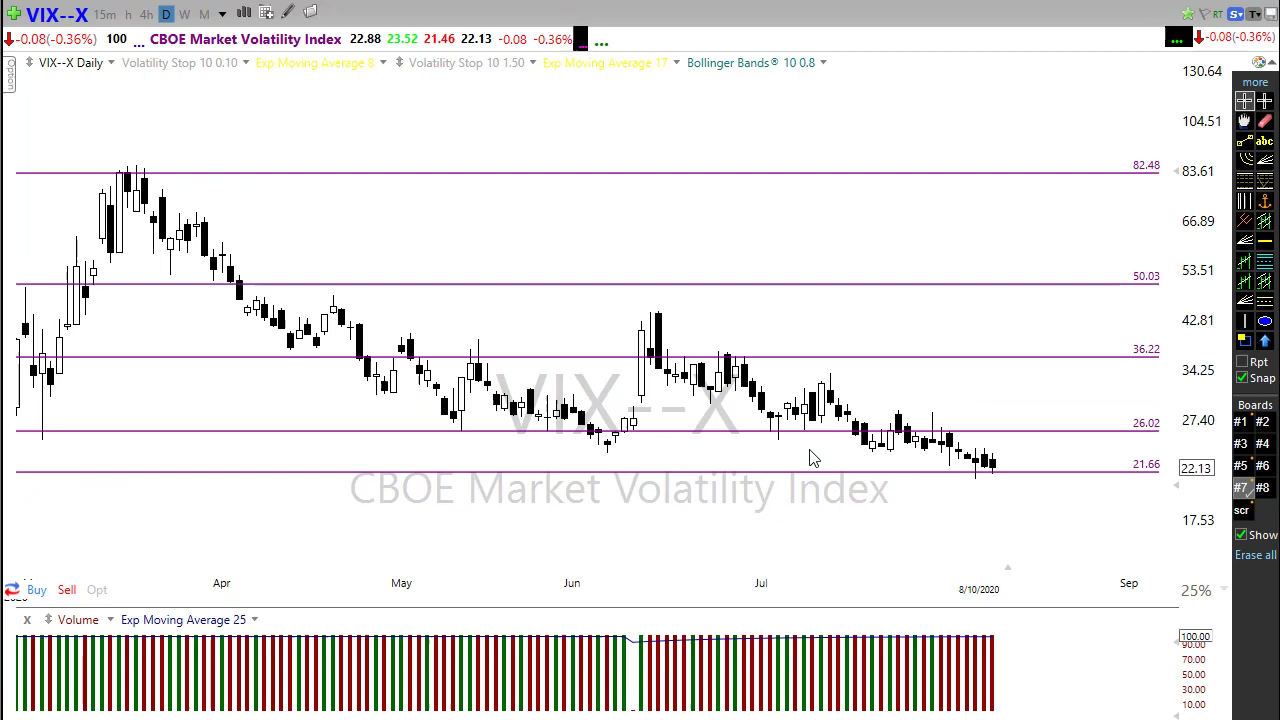 VIX--X 15m h 4h D W M
-0.08(-0.36%) 100 ... CBOE Market Volatility Index 22.88 23.52 21.46 22.13 -0.08 -0.36% ... ... -0.08(-0.36%)
RT S T
Option
VIX--X Daily Volatility Stop 10 0.10 Exp Moving Average 8 Volatility Stop 10 1.50 Exp Moving Average 17 Bollinger Bands® 10 0.8
130.64
104.51
83.61
66.89
53.51
42.81
34.25
27.40
22.13
17.53
25%
82.48
50.03
36.22
26.02
21.66
VIX--X
CBOE Market Volatility Index
Apr May Jun Jul 8/10/2020 Sep
Buy Sell Opt
X Volume Exp Moving Average 25
100.00
90.00
70.00
50.00
30.00
10.00
more
abc
Rpt
Snap
Boards
#1 #2
#3 #4
#5 #6
#7 #8
scr
Show
Erase all